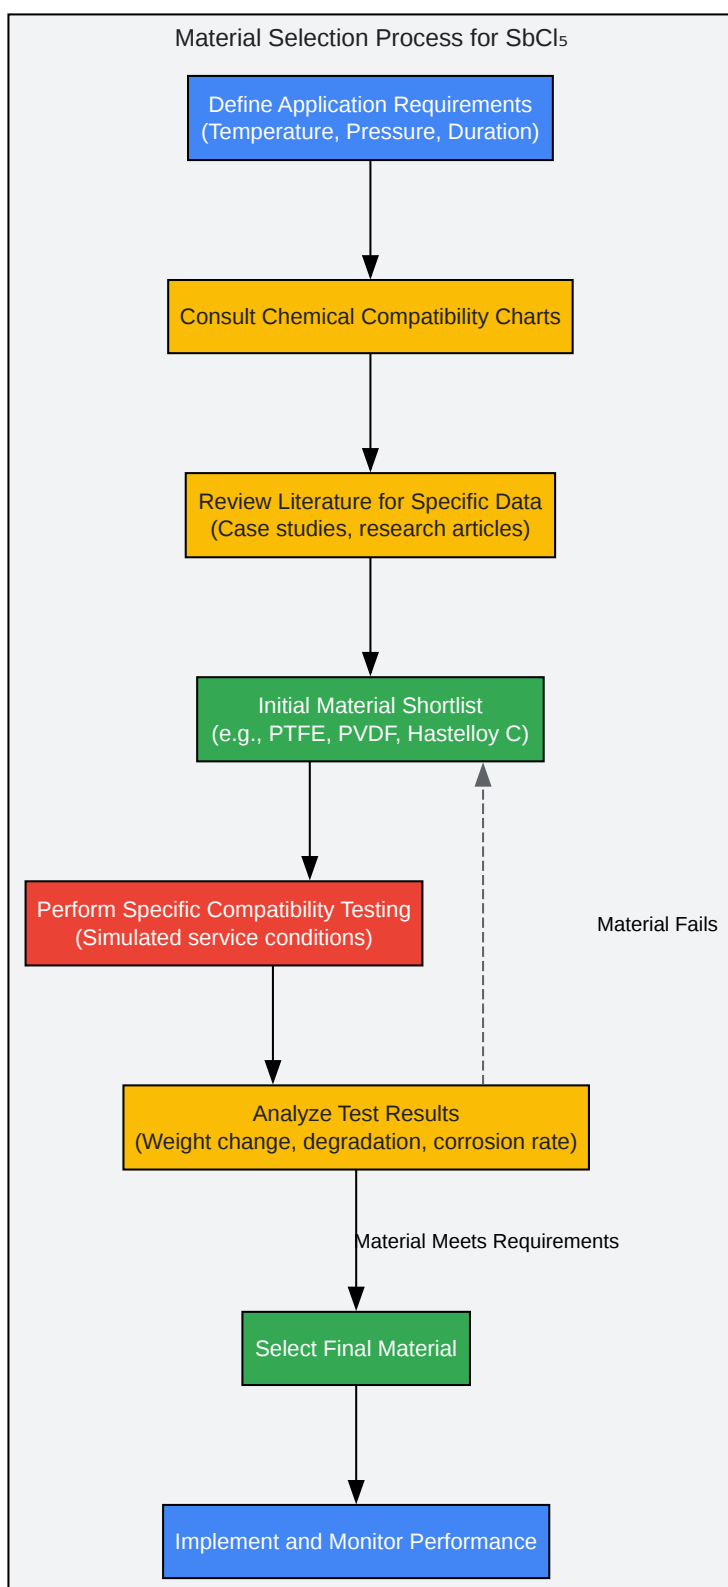 Material Selection Process for SbCl₅
Define Application Requirements
(Temperature, Pressure, Duration)
Consult Chemical Compatibility Charts
Review Literature for Specific Data
(Case studies, research articles)
Initial Material Shortlist
(e.g., PTFE, PVDF, Hastelloy C)
Perform Specific Compatibility Testing
(Simulated service conditions)
Material Fails
Analyze Test Results
(Weight change, degradation, corrosion rate)
Material Meets Requirements
Select Final Material
Implement and Monitor Performance